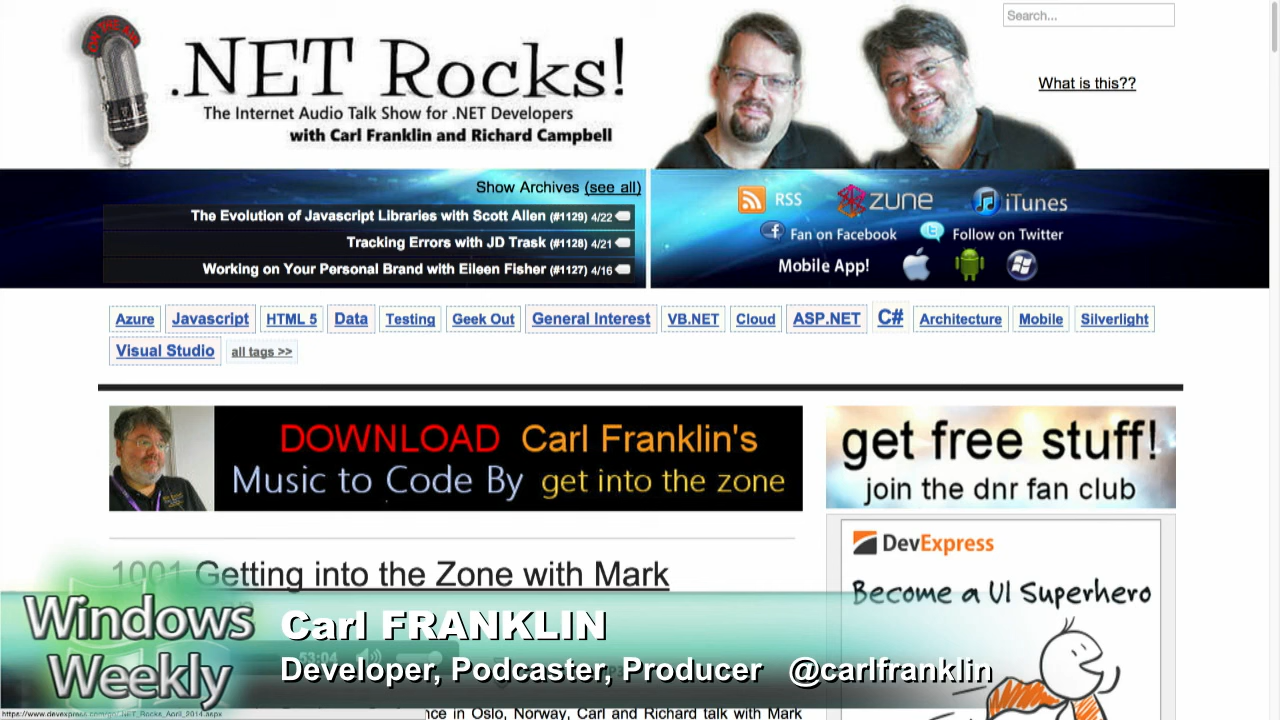 ON THE AIR
.NET Rocks!
The Internet Audio Talk Show for .NET Developers
with Carl Franklin and Richard Campbell
Search...
What is this??
Show Archives (see all)
The Evolution of Javascript Libraries with Scott Allen (#1129) 4/22
Tracking Errors with JD Trask (#1128) 4/21
Working on Your Personal Brand with Eileen Fisher (#1127) 4/16
RSS zune iTunes
Fan on Facebook Follow on Twitter
Mobile App!
Azure Javascript HTML 5 Data Testing Geek Out General Interest VB.NET Cloud ASP.NET C# Architecture Mobile Silverlight
Visual Studio all tags >>
DOWNLOAD Carl Franklin's
Music to Code By get into the zone
get free stuff!
join the dnr fan club
DevExpress
Become a UI Superhero
1001 Getting into the Zone with Mark
Windows
Weekly
Carl FRANKLIN
53:04
Developer, Podcaster, Producer @carlfranklin
nce in Oslo, Norway, Carl and Richard talk with Mark